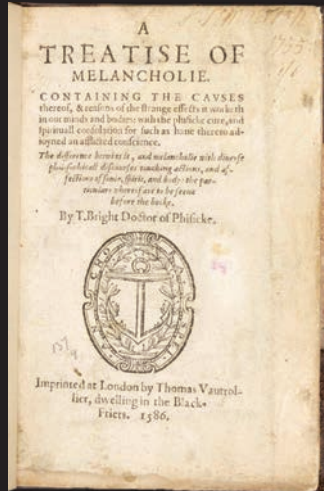 A
TREATISE OF
MELANCHOLIE.
CONTAINING THE CAVSES
thereof, & reasons of the strange effects it worketh
in our minds and bodies: with the phisicke cure, and
spirituall consolation for such as haue thereto ad-
ioyned an afflicted conscience.
The difference betwixt it, and melancholie with diuerse
philosophicall discourses touching actions, and af-
fections of soule, spirit, and body: the par-
ticulars whereof are to be seene
before the booke.
By T. Bright Doctor of Phisicke.
ANCHORA SPEI
Imprinted at London by Thomas Vautrol-
lier, dwelling in the Black-
Friers. 1586.